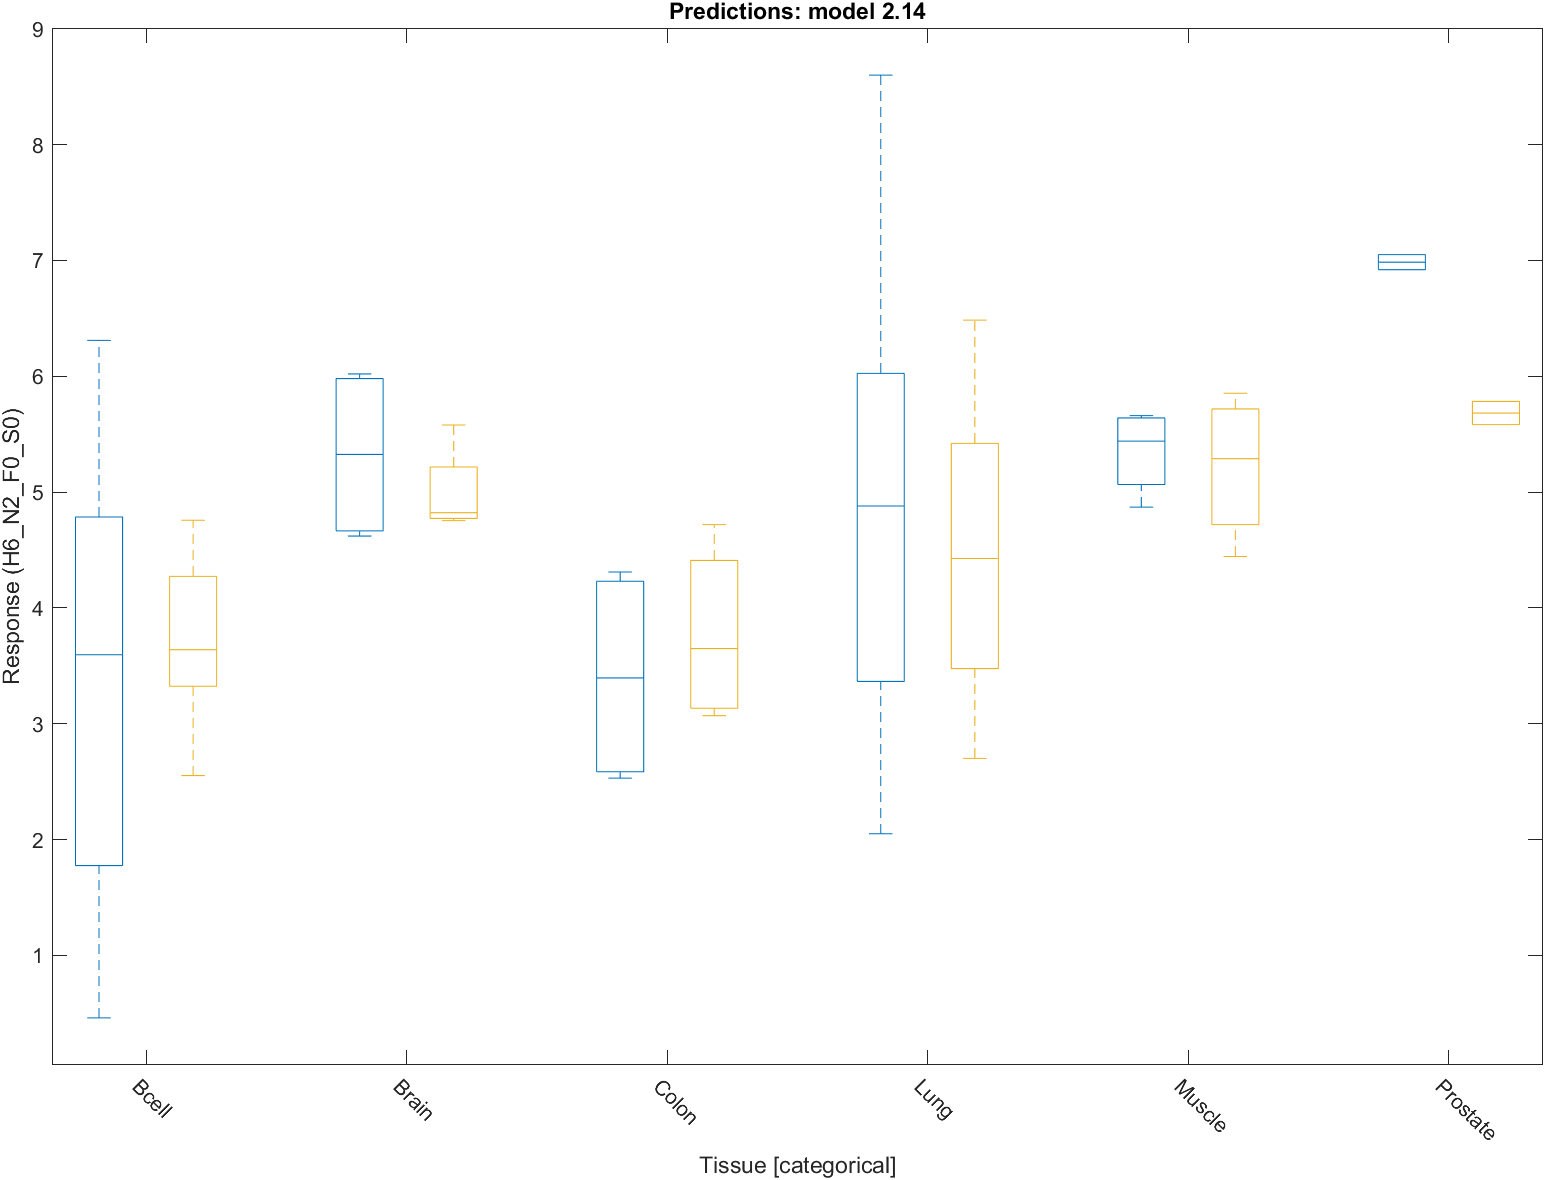 Predictions: model 2.14
9
8
7
6
5
4
3
2
1
Response (H6_N2_F0_S0)
Bcell
Brain
Colon
Lung
Muscle
Prostate
Tissue [categorical]